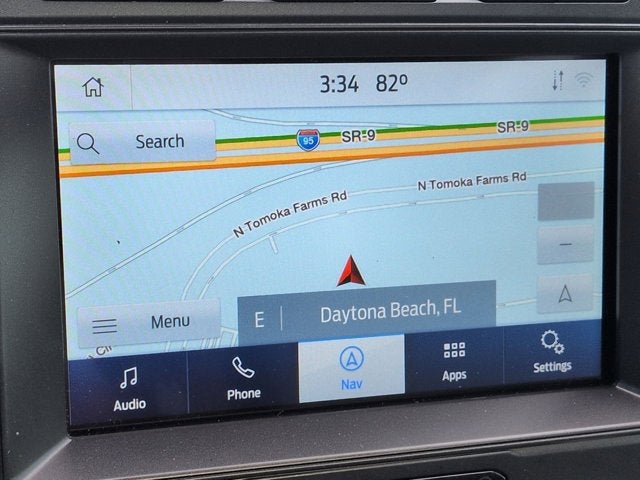 3:34 82º
Search
95
SR-9
SR-9
N Tomoka Farms Rd
N Tomoka Farms Rd
Menu
E
Daytona Beach, FL
Audio
Phone
Nav
Apps
Settings